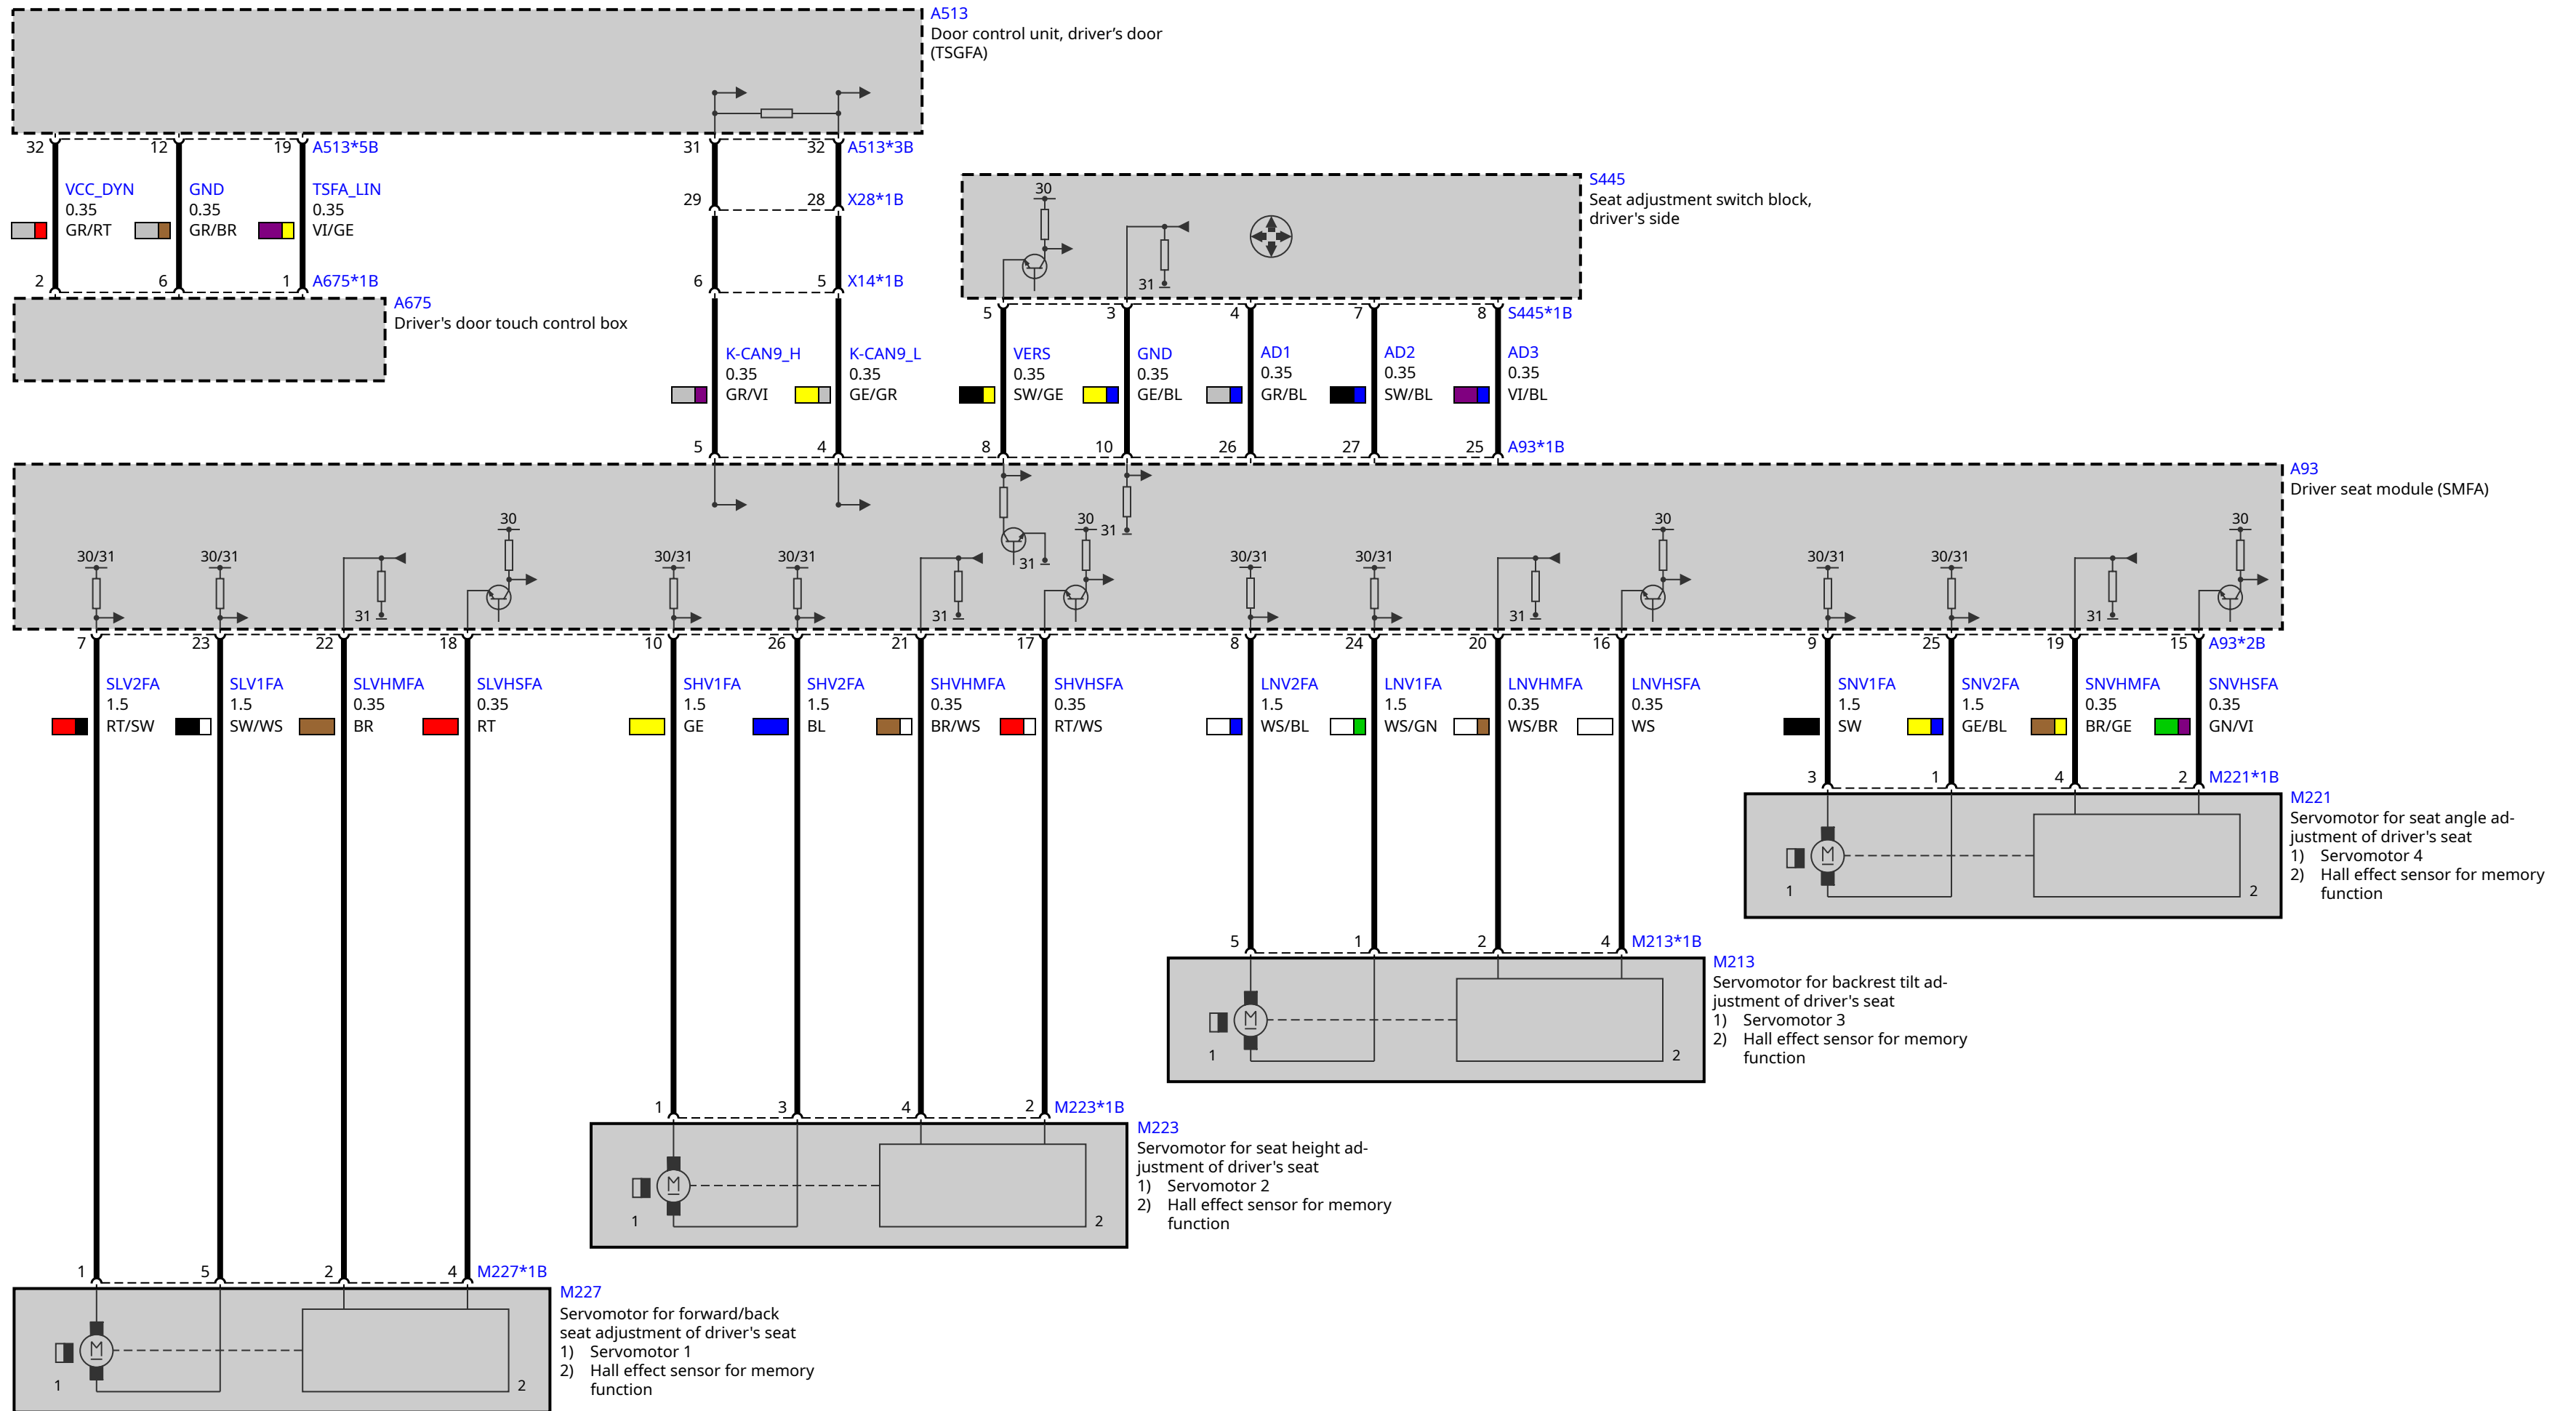 A513
Door control unit, driver’s door
(TSGFA)
32 12 19 A513*5B
31 32 A513*3B
VCC_DYN
0.35
GR/RT
GND
0.35
GR/BR
TSFA_LIN
0.35
VI/GE
29 28 X28*1B
2 6 1 A675*1B
6 5 X14*1B
A675
Driver's door touch control box
S445
Seat adjustment switch block,
driver's side
30
31
5 3 4 7 8 S445*1B
K-CAN9_H
0.35
GR/VI
K-CAN9_L
0.35
GE/GR
VERS
0.35
SW/GE
GND
0.35
GE/BL
AD1
0.35
GR/BL
AD2
0.35
SW/BL
AD3
0.35
VI/BL
5 4 8 10 26 27 25 A93*1B
A93
Driver seat module (SMFA)
30 30 31 30 30
30/31 30/31 31 30/31 30/31 31 31 30/31 30/31 31 30/31 30/31 31
7 23 22 18 10 26 21 17 8 24 20 16 9 25 19 15 A93*2B
SLV2FA
1.5
RT/SW
SLV1FA
1.5
SW/WS
SLVHMFA
0.35
BR
SLVHSFA
0.35
RT
SHV1FA
1.5
GE
SHV2FA
1.5
BL
SHVHMFA
0.35
BR/WS
SHVHSFA
0.35
RT/WS
LNV2FA
1.5
WS/BL
LNV1FA
1.5
WS/GN
LNVHMFA
0.35
WS/BR
LNVHSFA
0.35
WS
SNV1FA
1.5
SW
SNV2FA
1.5
GE/BL
SNVHMFA
0.35
BR/GE
SNVHSFA
0.35
GN/VI
3 1 4 2 M221*1B
M221
Servomotor for seat angle ad-
justment of driver's seat
1) Servomotor 4
2) Hall effect sensor for memory
function
M
1 2
5 1 2 4 M213*1B
M213
Servomotor for backrest tilt ad-
justment of driver's seat
1) Servomotor 3
2) Hall effect sensor for memory
function
M
1 2
1 3 4 2 M223*1B
M223
Servomotor for seat height ad-
justment of driver's seat
1) Servomotor 2
2) Hall effect sensor for memory
function
M
1 2
1 5 2 4 M227*1B
M227
Servomotor for forward/back
seat adjustment of driver's seat
1) Servomotor 1
2) Hall effect sensor for memory
function
M
1 2